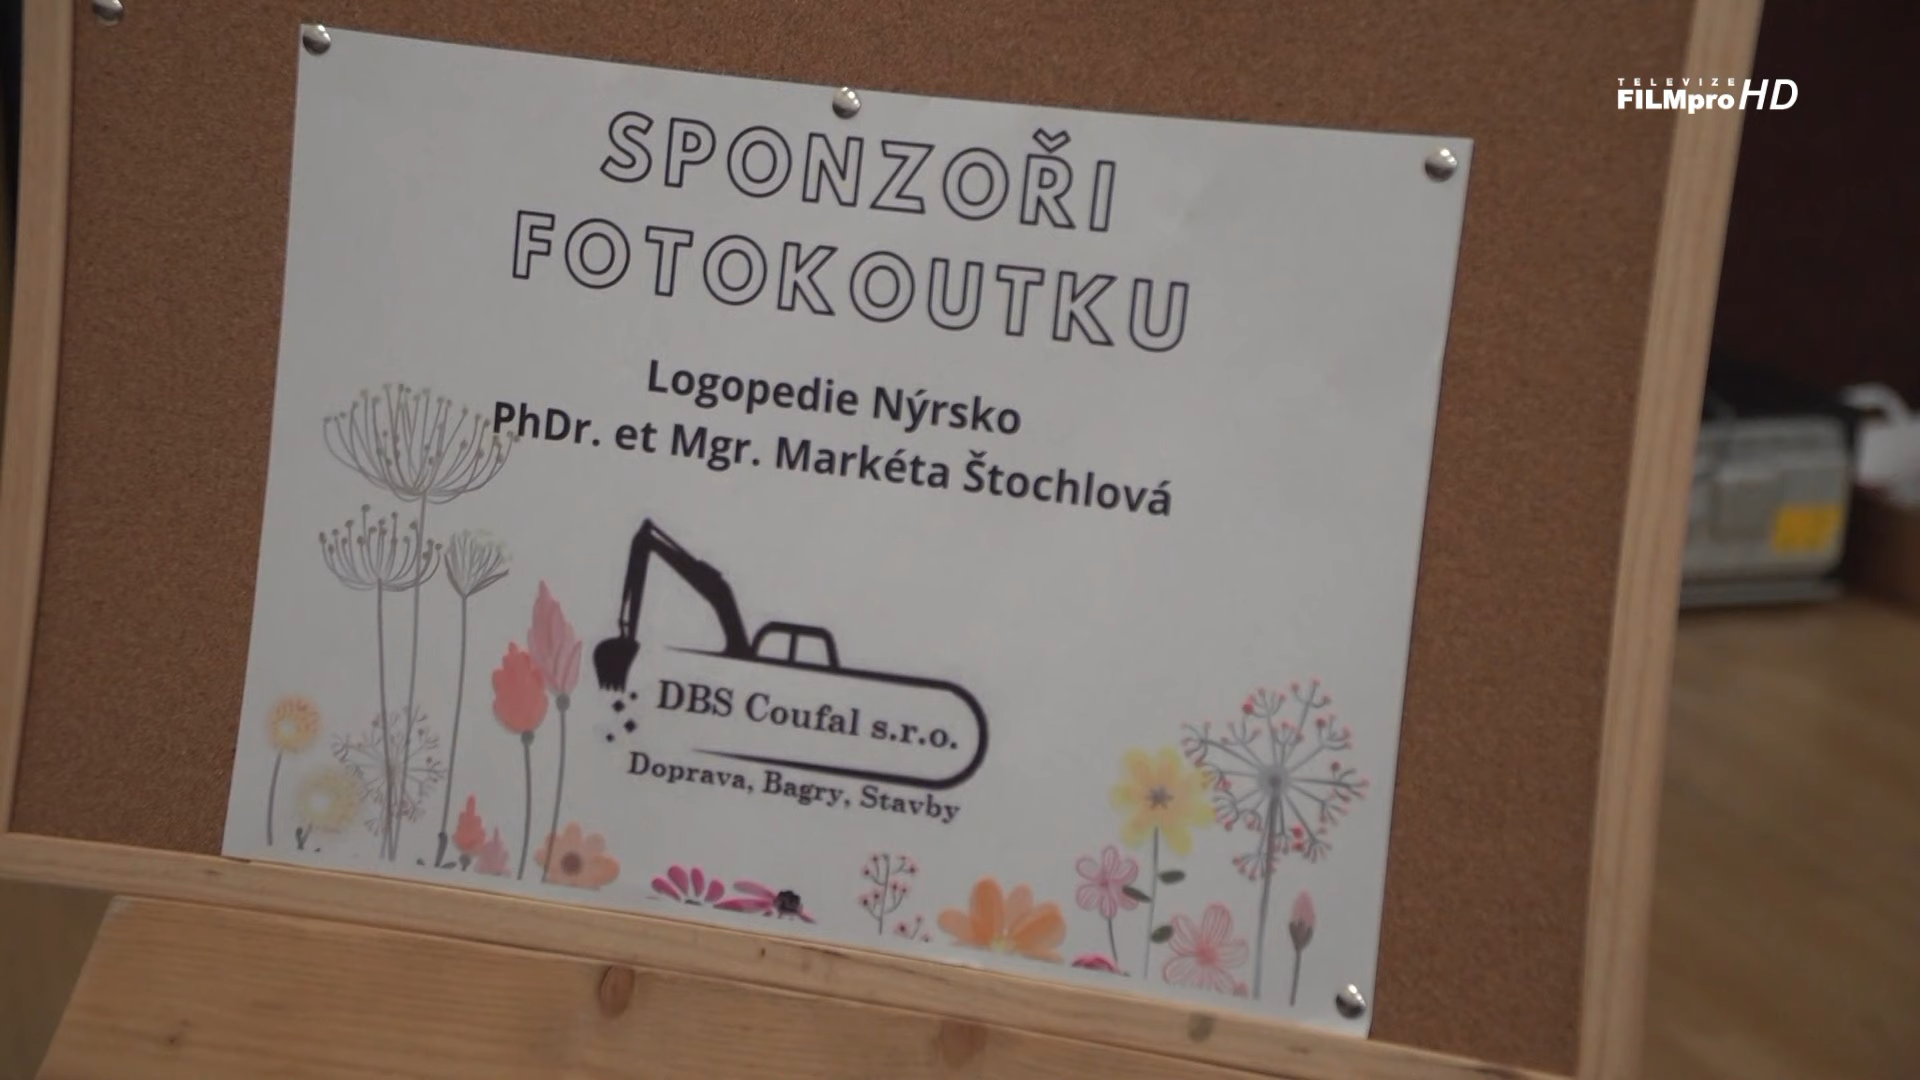 TELEVIZE
FILMpro HD
SPONZOŘI
FOTOKOUTKU
Logopedie Nýrsko
PhDr. et Mgr. Markéta Štochlová
DBS Coufal s.r.o.
Doprava, Bagry, Stavby